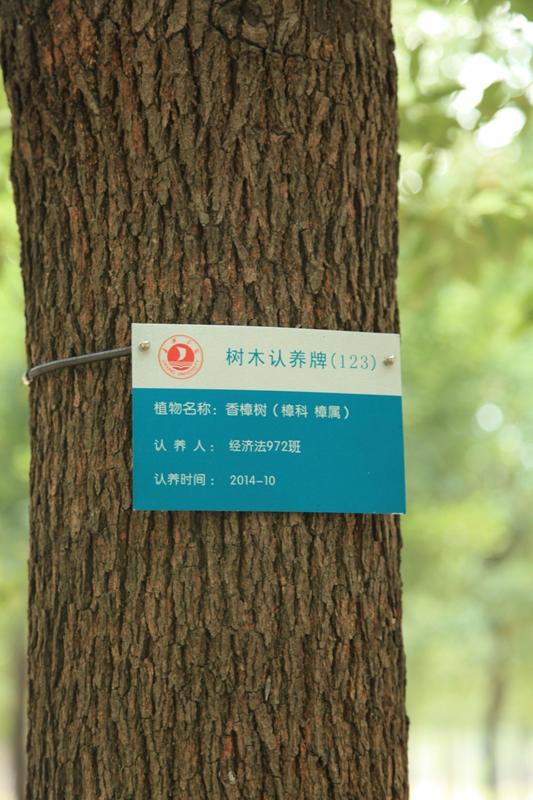 树木认养牌(123)
植物名称：香樟树（樟科 樟属）
认 养 人： 经济法972班
认养时间： 2014-10